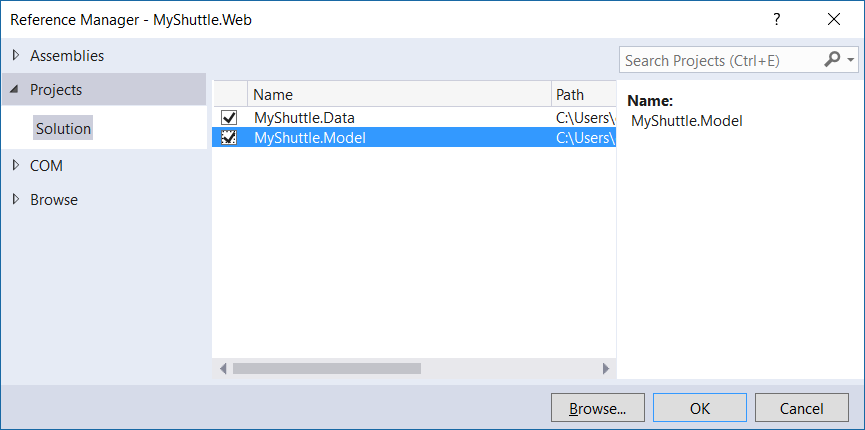 Reference Manager - MyShuttle.Web
?
Assemblies
Projects
Solution
COM
Browse
Search Projects (Ctrl+E)
Name Path
MyShuttle.Data C:\Users\
MyShuttle.Model C:\Users\
Name:
MyShuttle.Model
Browse... OK Cancel